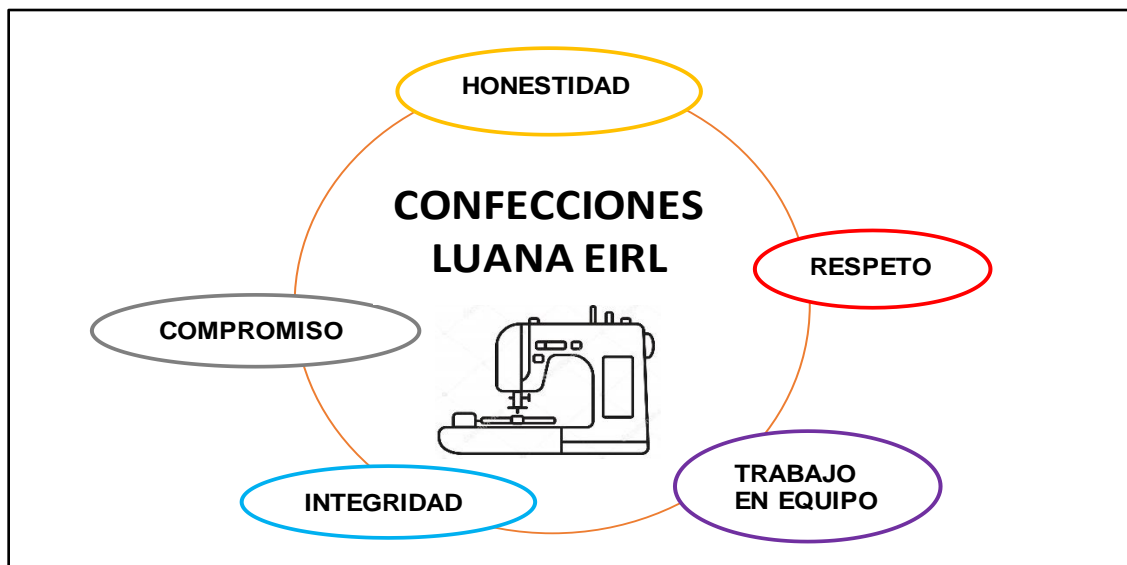 HONESTIDAD
CONFECCIONES
LUANA EIRL
RESPETO
COMPROMISO
TRABAJO
EN EQUIPO
INTEGRIDAD